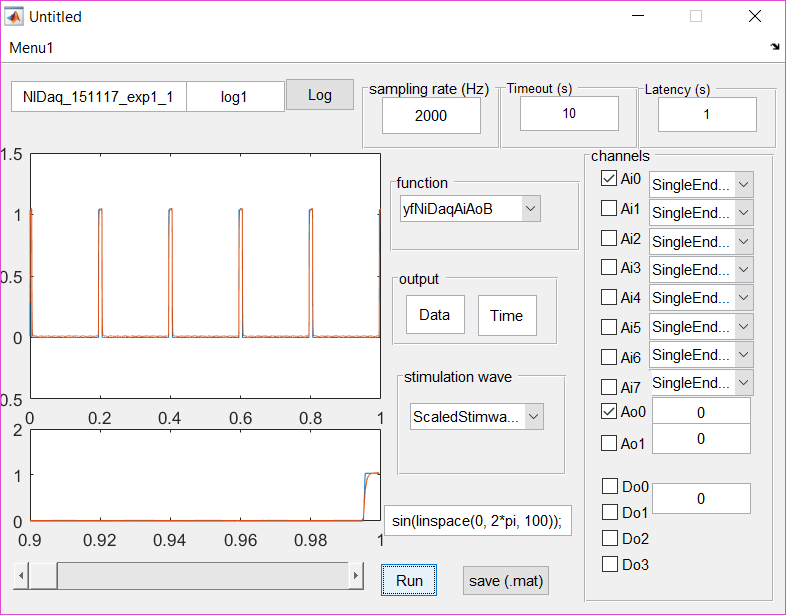 Untitled
Menu1
NIDaq_151117_exp1_1 log1 Log
sampling rate (Hz) Timeout (s) Latency (s)
2000 10 1
1.5
1
0.5
0
0.5
0 0.2 0.4 0.6 0.8 1
2
1
0
0.9 0.92 0.94 0.96 0.98 1
function
yfNiDaqAiAoB
output
Data Time
stimulation wave
ScaledStimwa...
sin(linspace(0, 2*pi, 100));
Run save (.mat)
channels
Ai0 SingleEnd...
Ai1 SingleEnd...
Ai2 SingleEnd...
Ai3 SingleEnd...
Ai4 SingleEnd...
Ai5 SingleEnd...
Ai6 SingleEnd...
Ai7 SingleEnd...
Ao0 0
Ao1 0
Do0 0
Do1
Do2
Do3